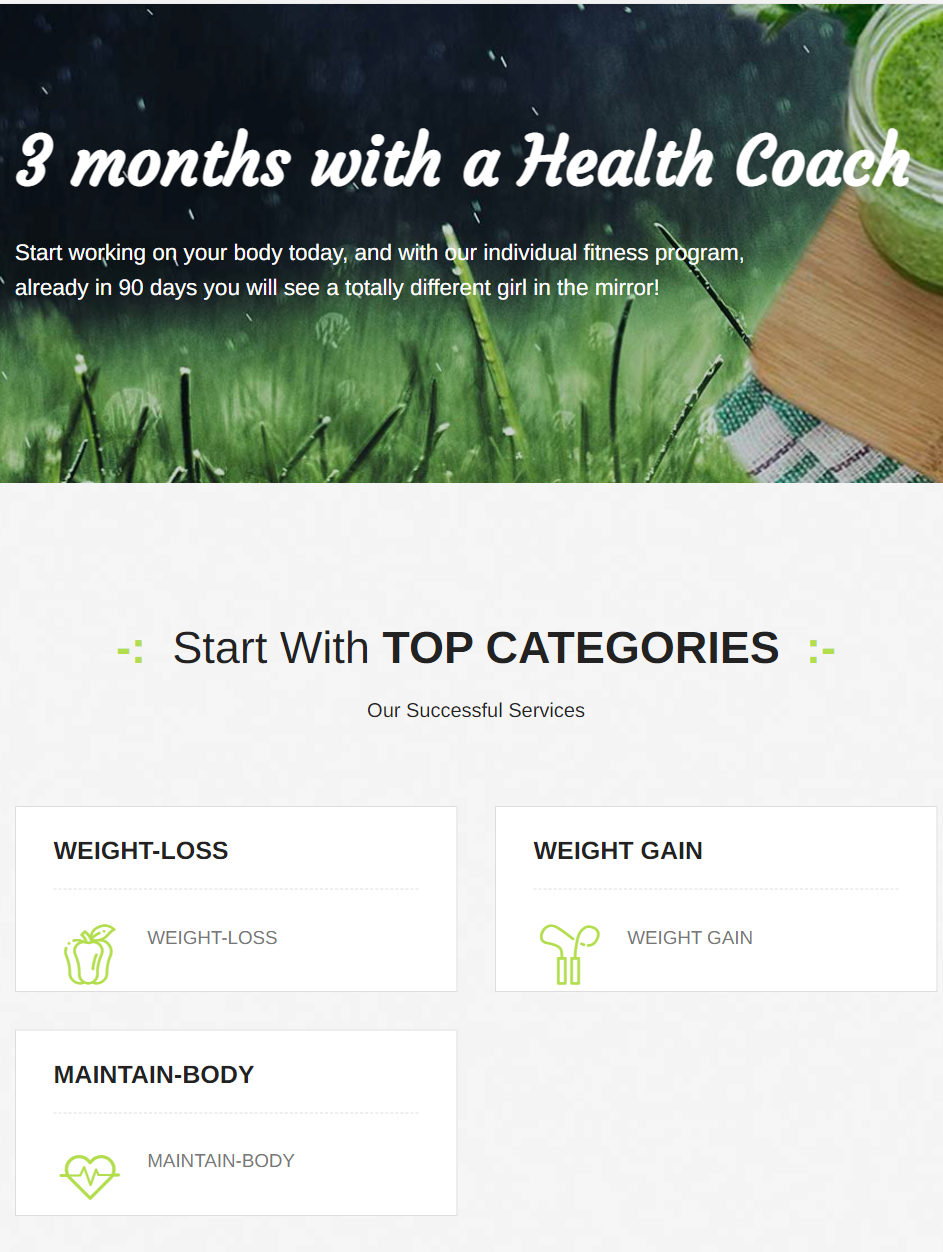 3 months with a Health Coach
Start working on your body today, and with our individual fitness program,
already in 90 days you will see a totally different girl in the mirror!
-: Start With TOP CATEGORIES :-
Our Successful Services
WEIGHT-LOSS
WEIGHT-LOSS
WEIGHT GAIN
WEIGHT GAIN
MAINTAIN-BODY
MAINTAIN-BODY